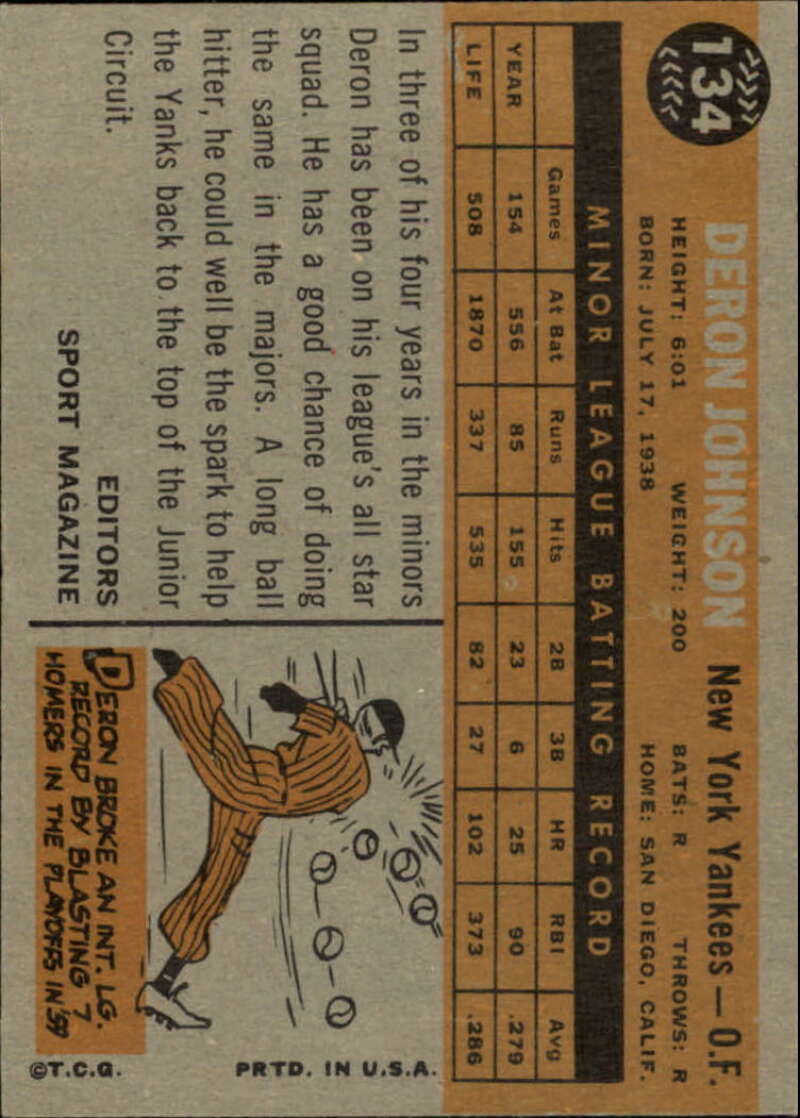 134
DERON JOHNSON New York Yankees — O.F.
HEIGHT: 6:01 WEIGHT: 200 BATS: R THROWS: R
BORN: JULY 17, 1938 HOME: SAN DIEGO, CALIF.
MINOR LEAGUE BATTING RECORD
Games At Bat Runs Hits 2B 3B HR RBI Avg
YEAR 154 556 85 155 23 6 25 90 .279
LIFE 508 1870 337 535 82 27 102 373 .286
In three of his four years in the minors
Deron has been on his league's all star
squad. He has a good chance of doing
the same in the majors. A long ball
hitter, he could well be the spark to help
the Yanks back to the top of the Junior
Circuit.
EDITORS
SPORT MAGAZINE
DERON BROKE AN INT. LG.
RECORD BY BLASTING 7
HOMERS IN THE PLAYOFFS IN '59
©T.C.G. PRTD. IN U.S.A.